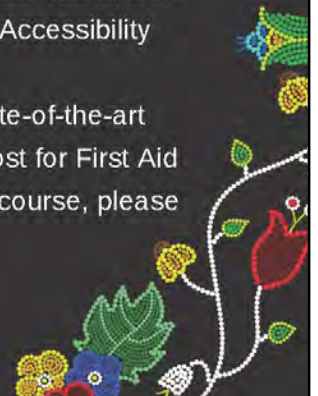 Accessibility
te-of-the-art
ost for First Aid
course, please